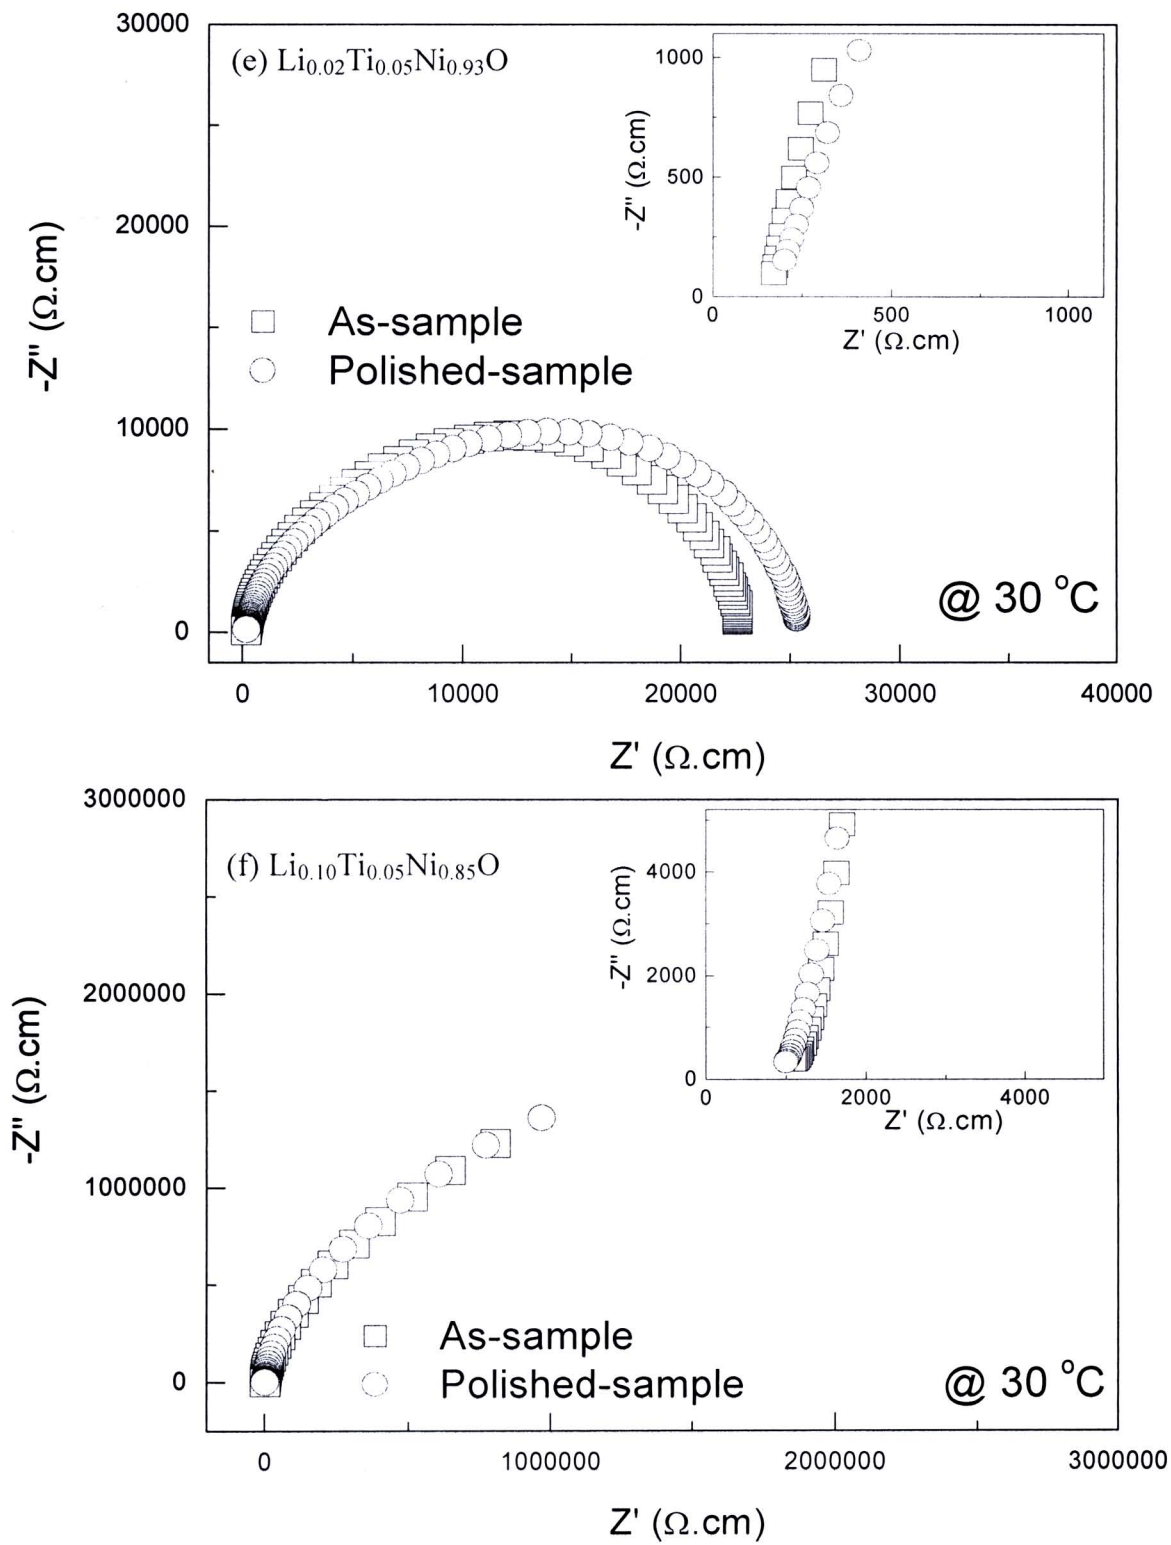 (e) Li0.02Ti0.05Ni0.93O
30000
20000
10000
0
-Z" (Ω.cm)
1000
500
0
-Z" (Ω.cm)
0 500 1000
Z' (Ω.cm)
As-sample
Polished-sample
@ 30 °C
0 10000 20000 30000 40000
Z' (Ω.cm)
(f) Li0.10Ti0.05Ni0.85O
3000000
2000000
1000000
0
-Z" (Ω.cm)
4000
2000
0
-Z" (Ω.cm)
0 2000 4000
Z' (Ω.cm)
As-sample
Polished-sample
@ 30 °C
0 1000000 2000000 3000000
Z' (Ω.cm)